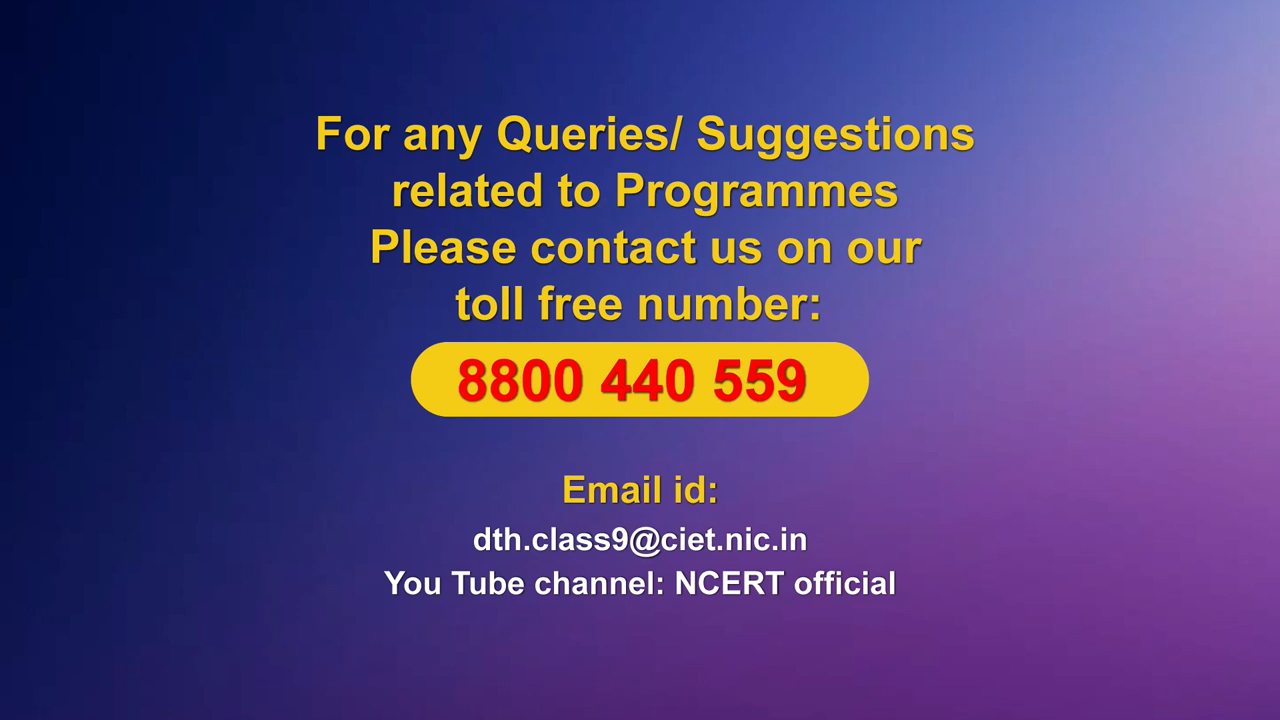 For any Queries/ Suggestions
related to Programmes
Please contact us on our
toll free number:
8800 440 559
Email id:
dth.class9@ciet.nic.in
You Tube channel: NCERT official